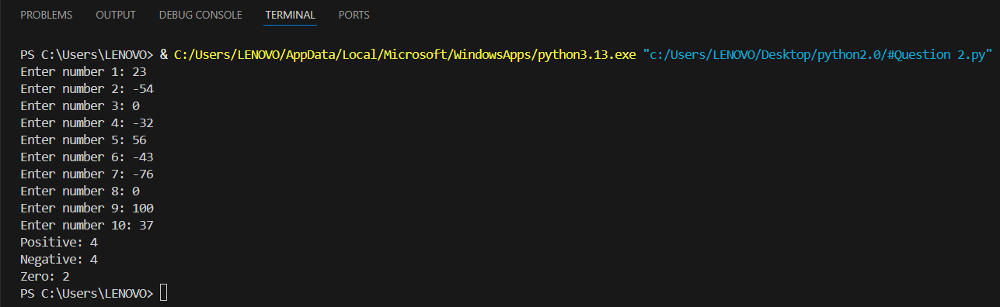 PROBLEMS OUTPUT DEBUG CONSOLE TERMINAL PORTS
PS C:\Users\LENOVO> & C:/Users/LENOVO/AppData/Local/Microsoft/WindowsApps/python3.13.exe "c:/Users/LENOVO/Desktop/python2.0/#Question 2.py"
Enter number 1: 23
Enter number 2: -54
Enter number 3: 0
Enter number 4: -32
Enter number 5: 56
Enter number 6: -43
Enter number 7: -76
Enter number 8: 0
Enter number 9: 100
Enter number 10: 37
Positive: 4
Negative: 4
Zero: 2
PS C:\Users\LENOVO>